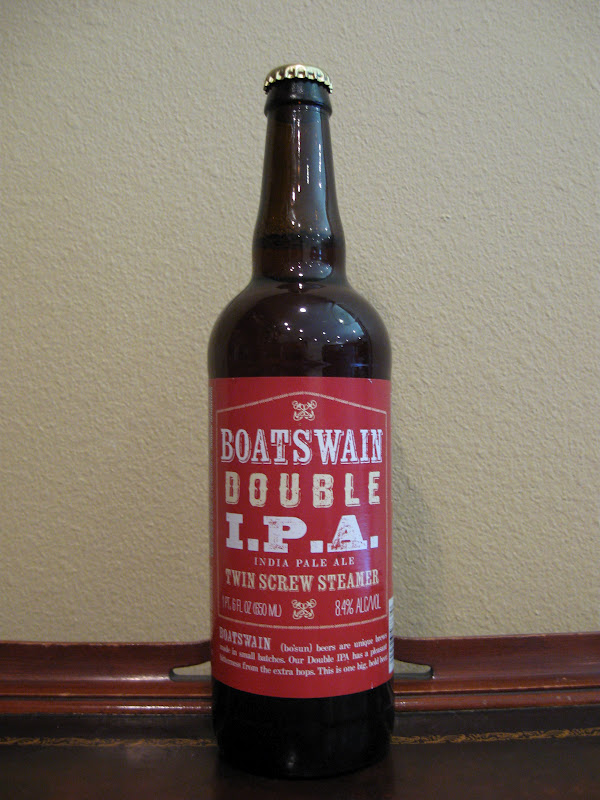 BOATSWAIN
DOUBLE
I.P.A.
INDIA PALE ALE
TWIN SCREW STEAMER
1 PT. 6 FL OZ (650 ML) 8.4% ALC/VOL
BOATSWAIN (bo'sun) beers are unique brews
made in small batches. Our Double IPA has a pleasant
bitterness from the extra hops. This is one big, bold beer!